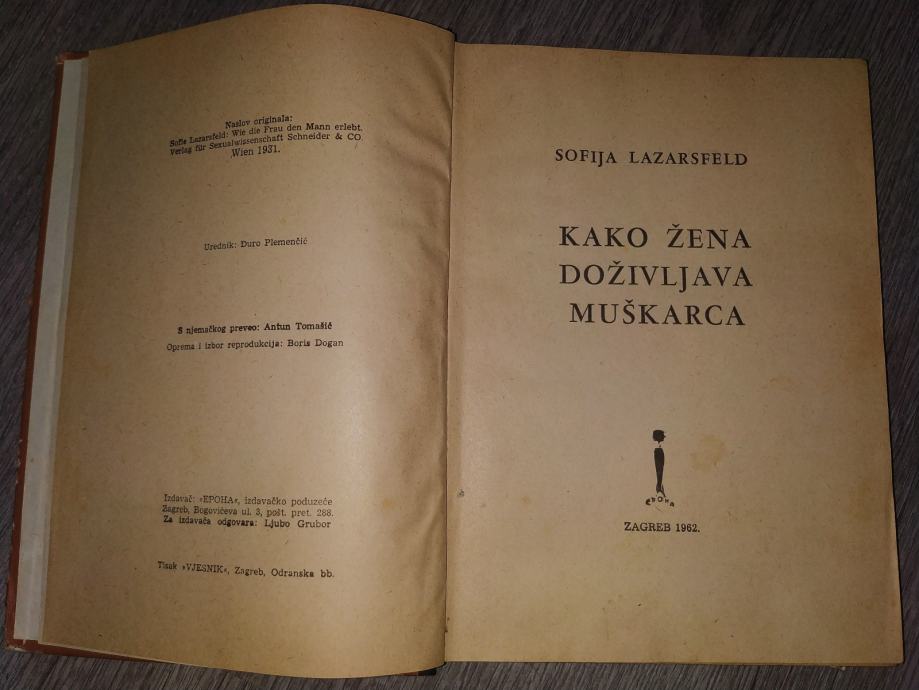 Naslov originala:
Sofie Lazarsfeld: Wie die Frau den Mann erlebt.
Verlag für Sexualwissenschaft Schneider & CO.
Wien 1931.
Urednik: Đuro Plemenčić
S njemačkog preveo: Antun Tomašić
Oprema i izbor reprodukcija: Boris Dogan
Izdavač: »EPOHA«, izdavačko poduzeće
Zagreb, Bogovićeva ul. 3, pošt. pret. 288.
Za izdavača odgovara: Ljubo Grubor
Tisak »VJESNIK«, Zagreb, Odranska bb.
SOFIJA LAZARSFELD
KAKO ŽENA
DOŽIVLJAVA
MUŠKARCA
EPOHA
ZAGREB 1962.